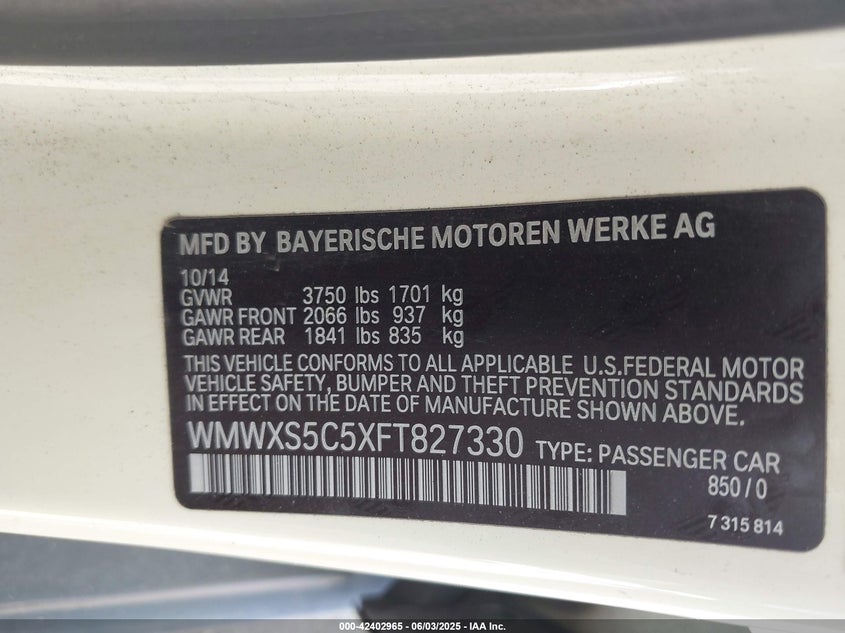 MFD BY BAYERISCHE MOTOREN WERKE AG
10/14
GVWR 3750 lbs 1701 kg
GAWR FRONT 2066 lbs 937 kg
GAWR REAR 1841 lbs 835 kg
THIS VEHICLE CONFORMS TO ALL APPLICABLE U.S.FEDERAL MOTOR
VEHICLE SAFETY, BUMPER AND THEFT PREVENTION STANDARDS
IN EFFECT ON THE DATE OF MANUFACTURE SHOWN ABOVE.
WMWXS5C5XFT827330 TYPE: PASSENGER CAR
850/0
7 315 814
000-42402965 - 06/03/2025 - IAA Inc.